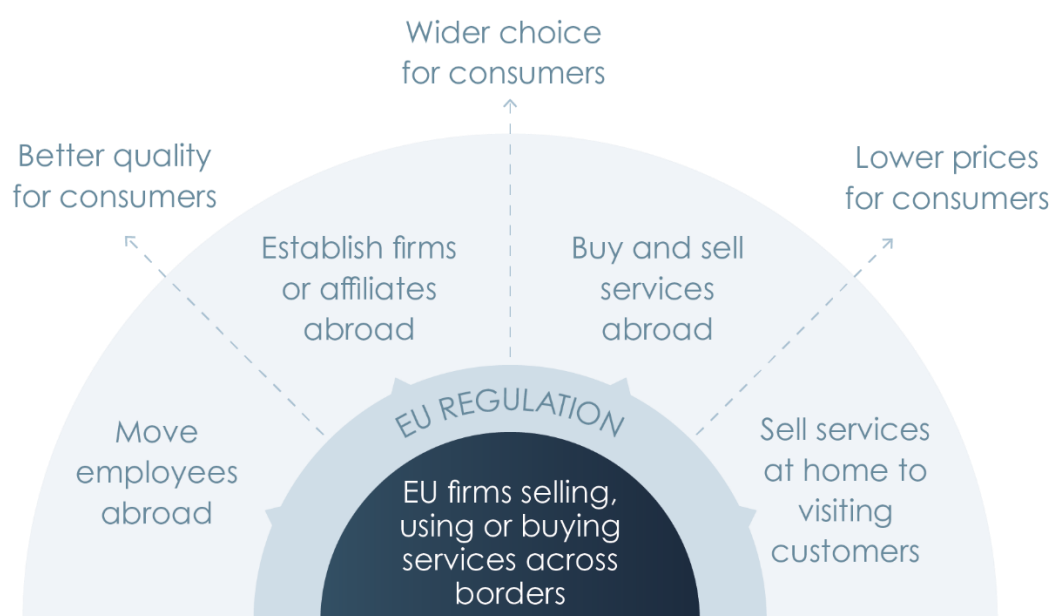 Wider choice
for consumers
Better quality
for consumers
Lower prices
for consumers
Establish firms
or affiliates
abroad
Buy and sell
services
abroad
Move
employees
abroad
EU REGULATION
Sell services
at home to
visiting
customers
EU firms selling,
using or buying
services across
borders